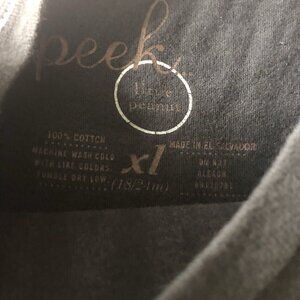 peek.
little
peanut
100% COTTON
MACHINE WASH COLD
WITH LIKE COLORS.
TUMBLE DRY LOW.
xl
(18/24m)
MADE IN EL SALVADOR